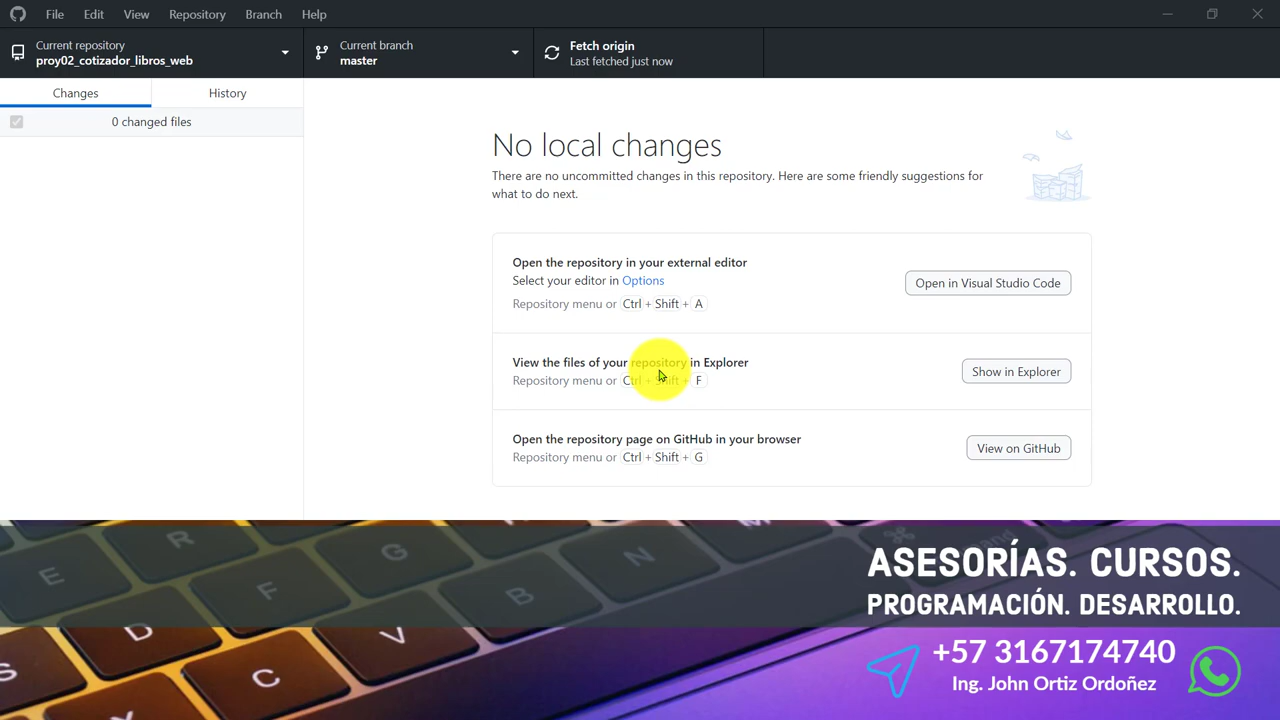 File Edit View Repository Branch Help
Current repository
proy02_cotizador_libros_web
Current branch
master
Fetch origin
Last fetched just now
Changes
History
0 changed files
No local changes
There are no uncommitted changes in this repository. Here are some friendly suggestions for
what to do next.
Open the repository in your external editor
Select your editor in Options
Repository menu or Ctrl + Shift + A
Open in Visual Studio Code
View the files of your repository in Explorer
Repository menu or Ctrl + Shift + F
Show in Explorer
Open the repository page on GitHub in your browser
Repository menu or Ctrl + Shift + G
View on GitHub
ASESORÍAS. CURSOS.
PROGRAMACIÓN. DESARROLLO.
+57 3167174740
Ing. John Ortiz Ordoñez
E
R
F
G
B
N
D
C
V